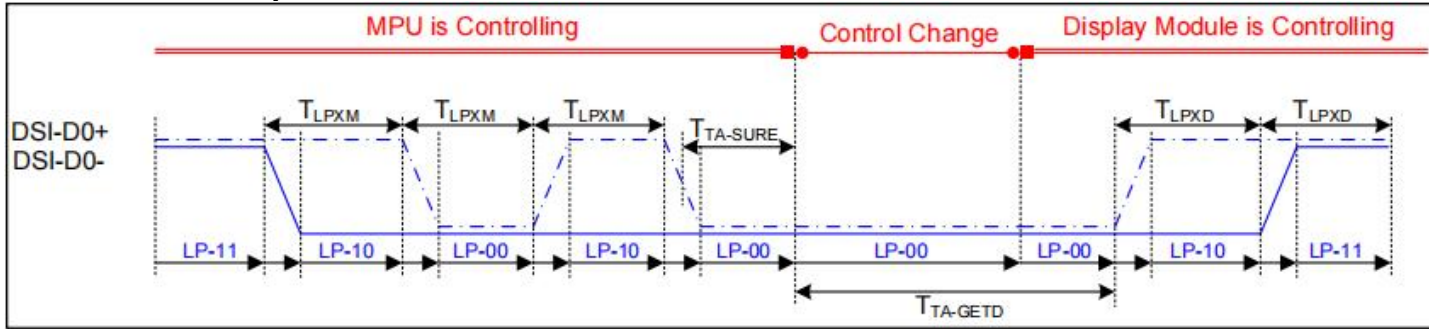 MPU is Controlling Control Change Display Module is Controlling
TLPXM TLPXM TLPXM TLPXD TLPXD
DSI-D0+ TTA-SURE
DSI-D0-
LP-11 LP-10 LP-00 LP-10 LP-00 LP-00 LP-00 LP-10 LP-11
TTA-GETD